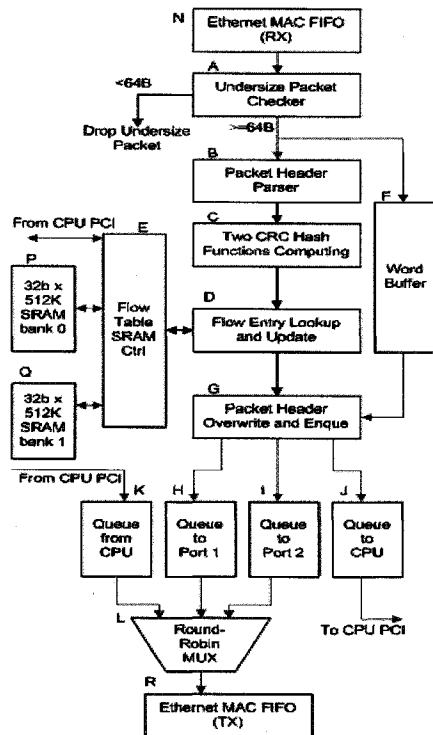 N
Ethernet MAC FIFO
(RX)
A
<64B
Undersize Packet
Checker
Drop Undersize
Packet
>=64B
B
Packet Header
Parser
F
From CPU PCI
E
C
Two CRC Hash
Functions Computing
Word
Buffer
P
32b x
512K
SRAM
bank 0
Flow
Table
SRAM
Ctrl
D
Flow Entry Lookup
and Update
Q
32b x
512K
SRAM
bank 1
G
Packet Header
Overwrite and Enque
From CPU PCI
K
H
I
J
Queue
from
CPU
Queue
to
Port 1
Queue
to
Port 2
Queue
to
CPU
L
Round-
Robin
MUX
To CPU PCI
R
Ethernet MAC FIFO
(TX)